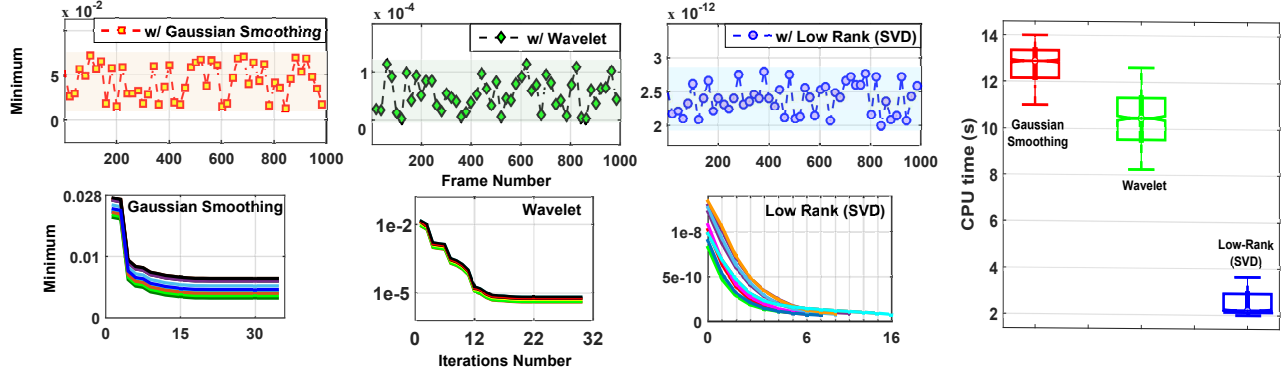 x 10^-2
w/ Gaussian Smoothing
Minimum
5
0
200 400 600 800 1000
x 10^-4
w/ Wavelet
1
0
200 400 600 800 1000
x 10^-12
w/ Low Rank (SVD)
3.5
3
2.5
2
200 400 600 800 1000
Frame Number
0.028
0.01
0
Minimum
Gaussian Smoothing
0 15 30
1e-2
1e-5
Wavelet
0 12 23 32
Iterations Number
1e-8
5e-10
0
Low Rank (SVD)
0 6 16
14
12
10
8
6
4
2
CPU time (s)
Gaussian
Smoothing
Wavelet
Low-Rank
(SVD)